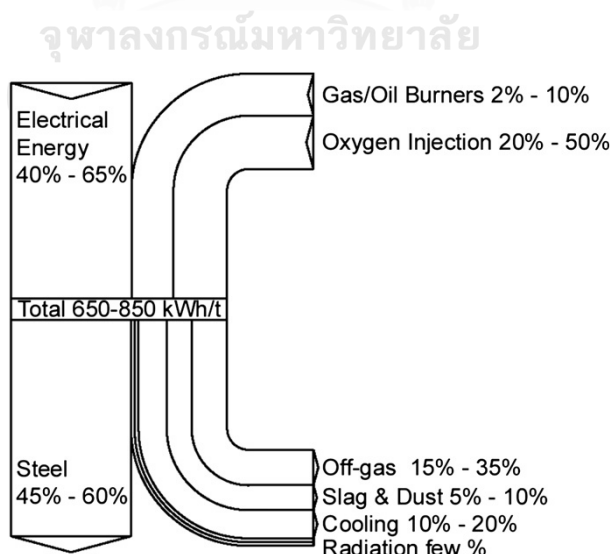 จุฬาลงกรณ์มหาวิทยาลัย
Gas/Oil Burners 2% - 10%
Electrical
Energy
40% - 65%
Oxygen Injection 20% - 50%
Total 650-850 kWh/t
Steel
45% - 60%
Off-gas 15% - 35%
Slag & Dust 5% - 10%
Cooling 10% - 20%
Radiation few %